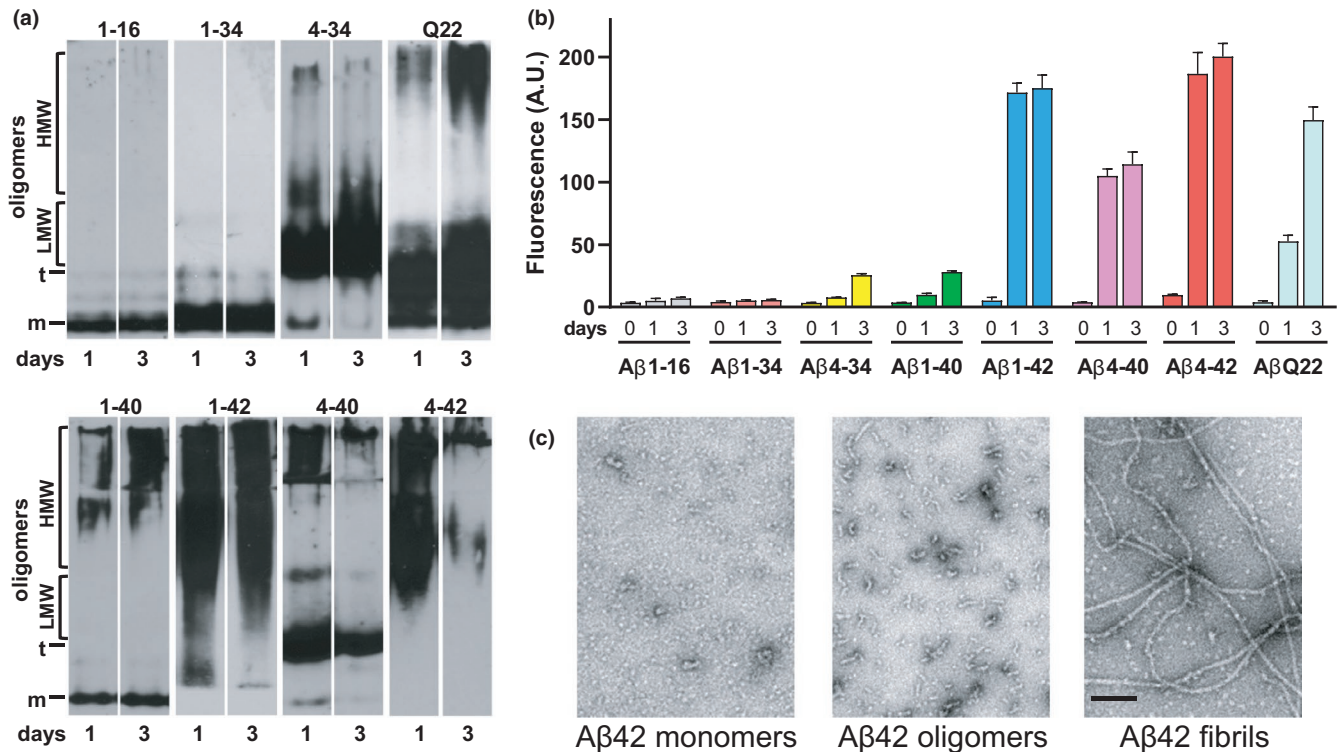 (a)
1-16 1-34 4-34 Q22
oligomers
HMW
LMW
t
m
days 1 3 1 3 1 3 1 3
1-40 1-42 4-40 4-42
oligomers
HMW
LMW
t
m
days 1 3 1 3 1 3 1 3
(b)
Fluorescence (A.U.)
200
150
100
50
0
days 0 1 3 0 1 3 0 1 3 0 1 3 0 1 3 0 1 3 0 1 3 0 1 3
Aβ1-16 Aβ1-34 Aβ4-34 Aβ1-40 Aβ1-42 Aβ4-40 Aβ4-42 AβQ22
(c)
Aβ42 monomers Aβ42 oligomers Aβ42 fibrils